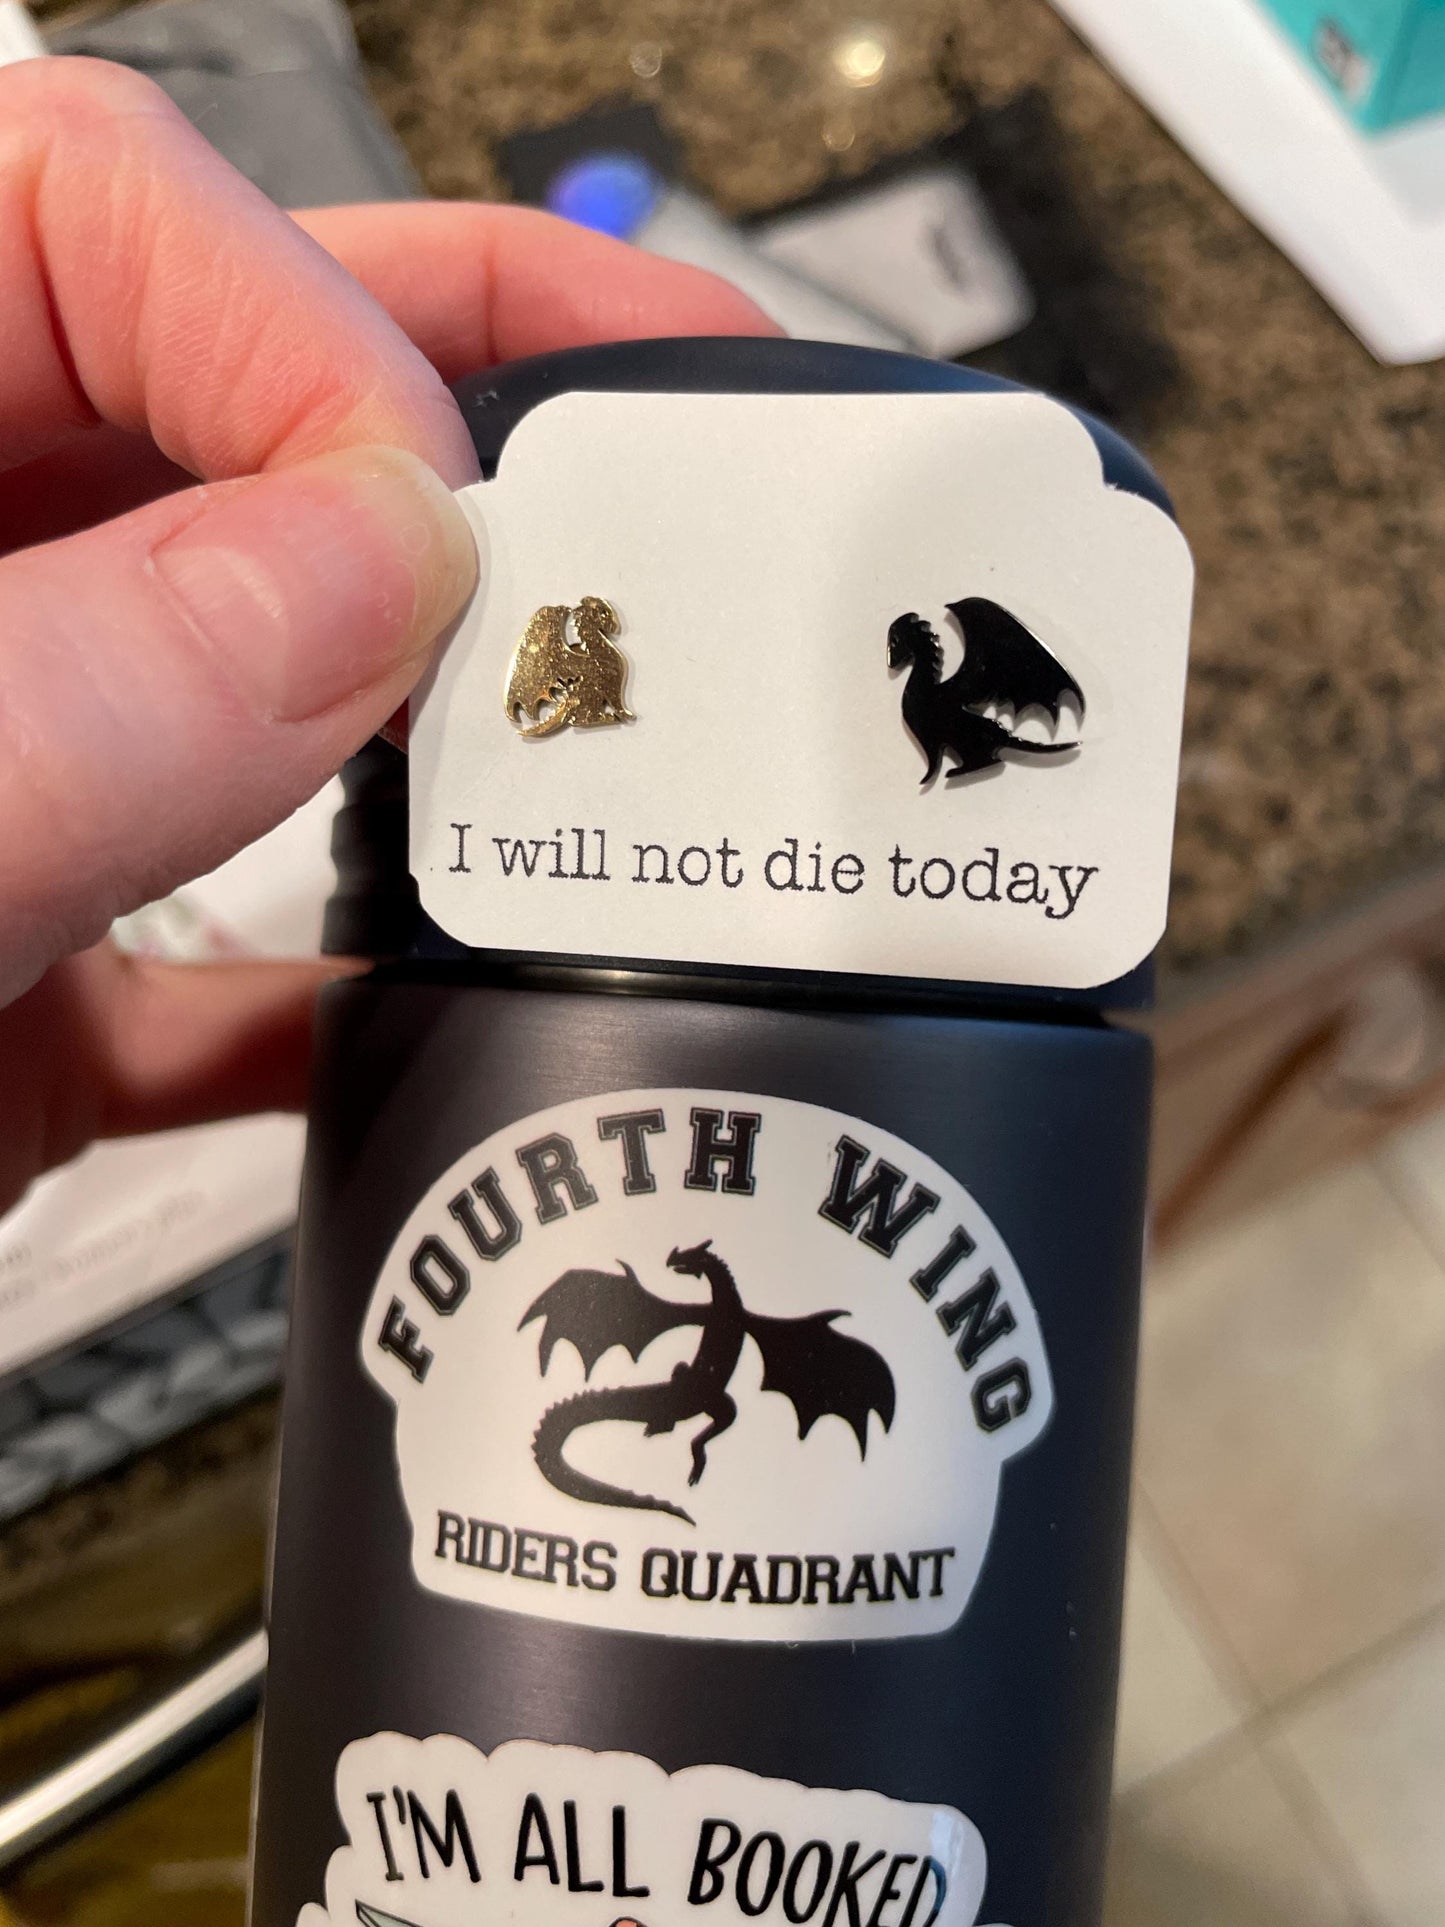 I will not die today
FOURTH WING
RIDERS QUADRANT
I'M ALL BOOKED